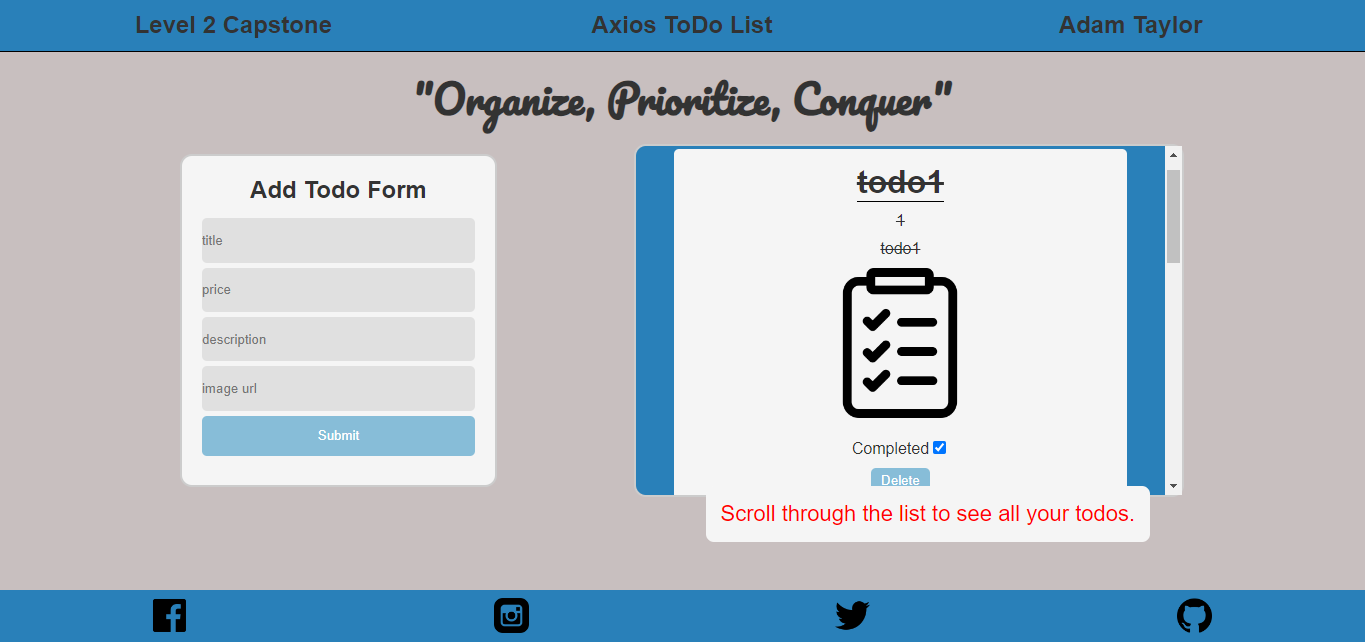 Level 2 Capstone
Axios ToDo List
Adam Taylor
"Organize, Prioritize, Conquer"
Add Todo Form
title
price
description
image url
Submit
todo1
1
todo1
Completed
Delete
Scroll through the list to see all your todos.